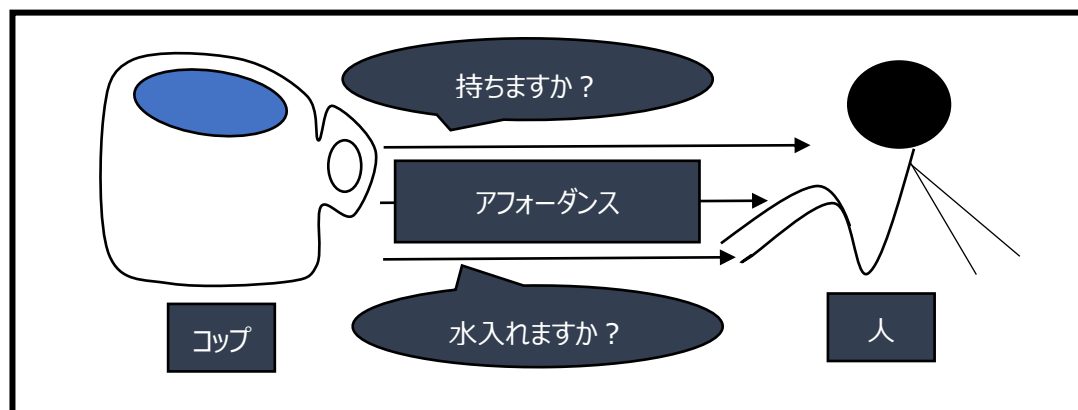 持ちますか？
アフォーダンス
水入れますか？
コップ
人